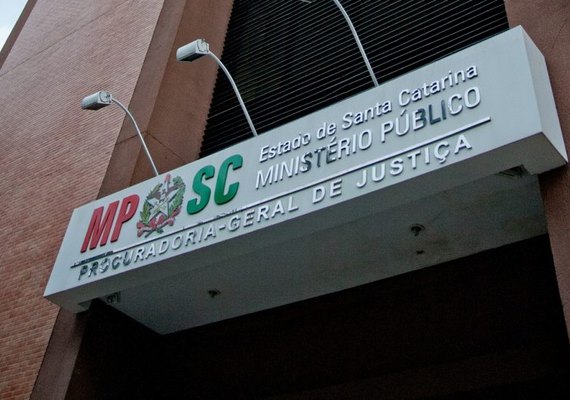 MP SC
Estado de Santa Catarina
MINISTÉRIO PÚBLICO
PROCURADORIA-GERAL DE JUSTIÇA